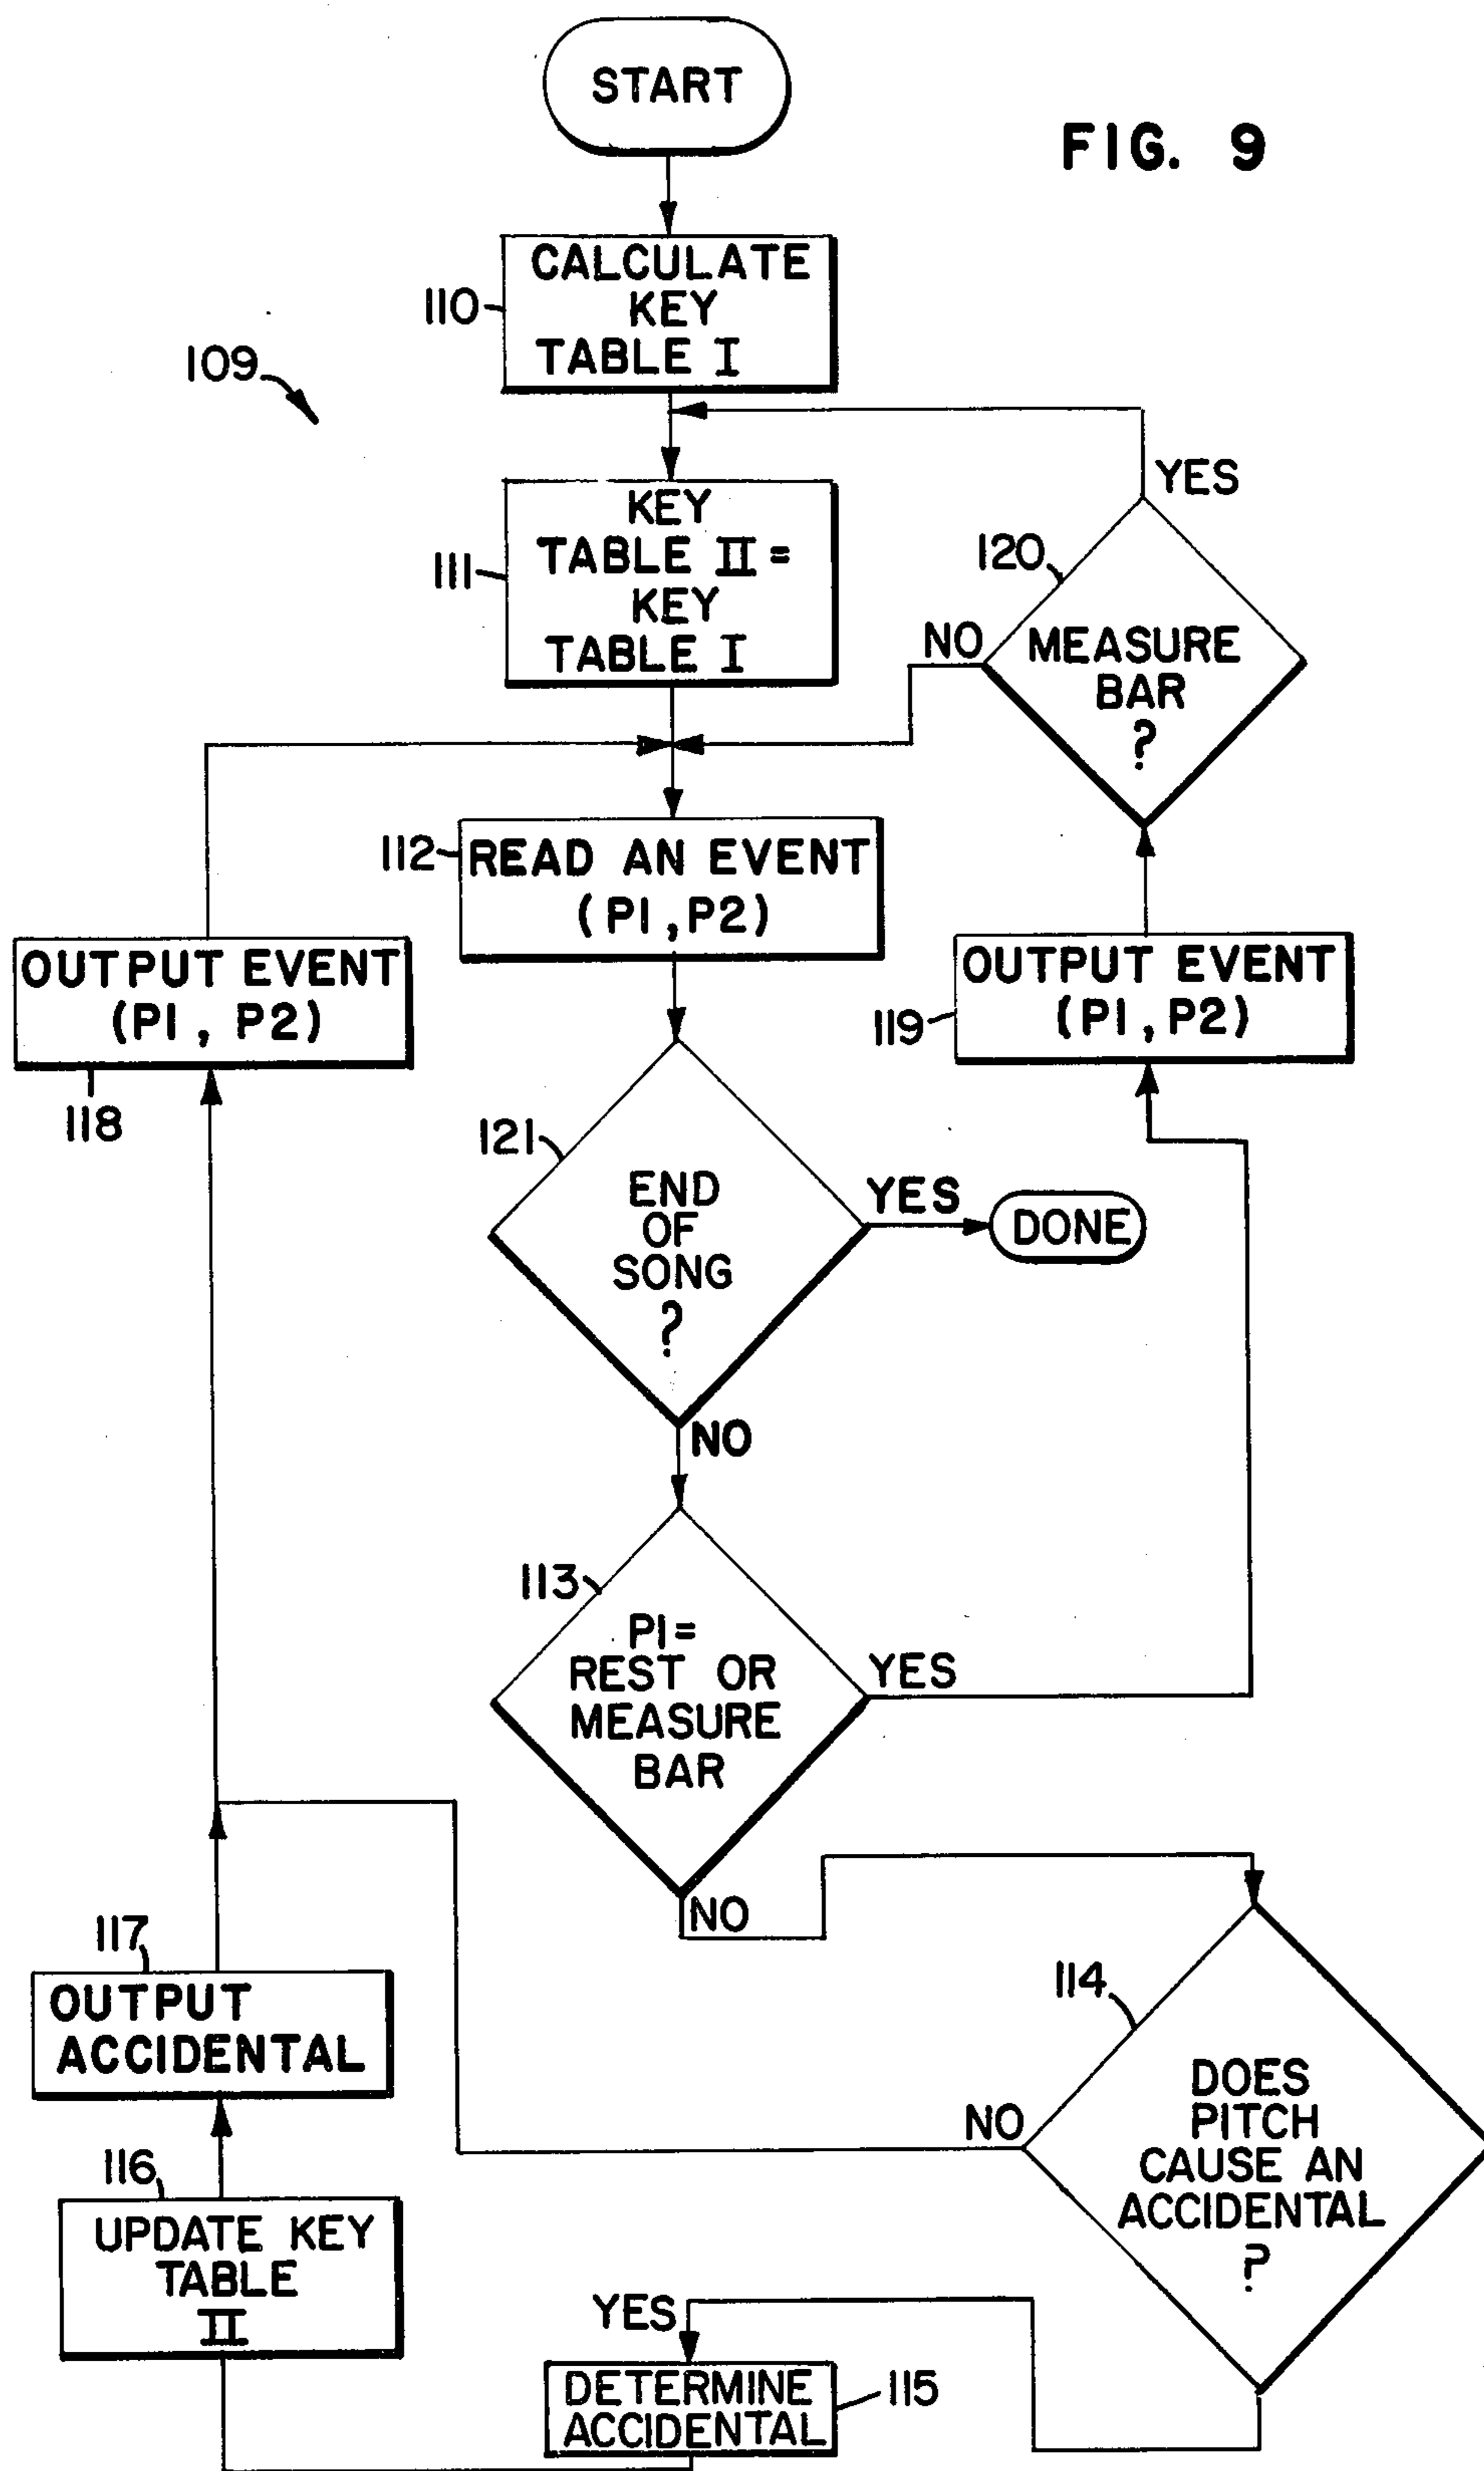 START
FIG. 9
CALCULATE
KEY
TABLE I
110
109
YES
KEY
TABLE II =
KEY
TABLE I
111
120
NO
MEASURE
BAR
?
112
READ AN EVENT
(P1, P2)
OUTPUT EVENT
(P1, P2)
118
OUTPUT EVENT
(P1, P2)
119
121
END
OF
SONG
?
YES
DONE
NO
113
P1=
REST OR
MEASURE
BAR
YES
NO
117
OUTPUT
ACCIDENTAL
114
DOES
PITCH
CAUSE AN
ACCIDENTAL
?
NO
116
UPDATE KEY
TABLE
II
YES
DETERMINE
ACCIDENTAL
115